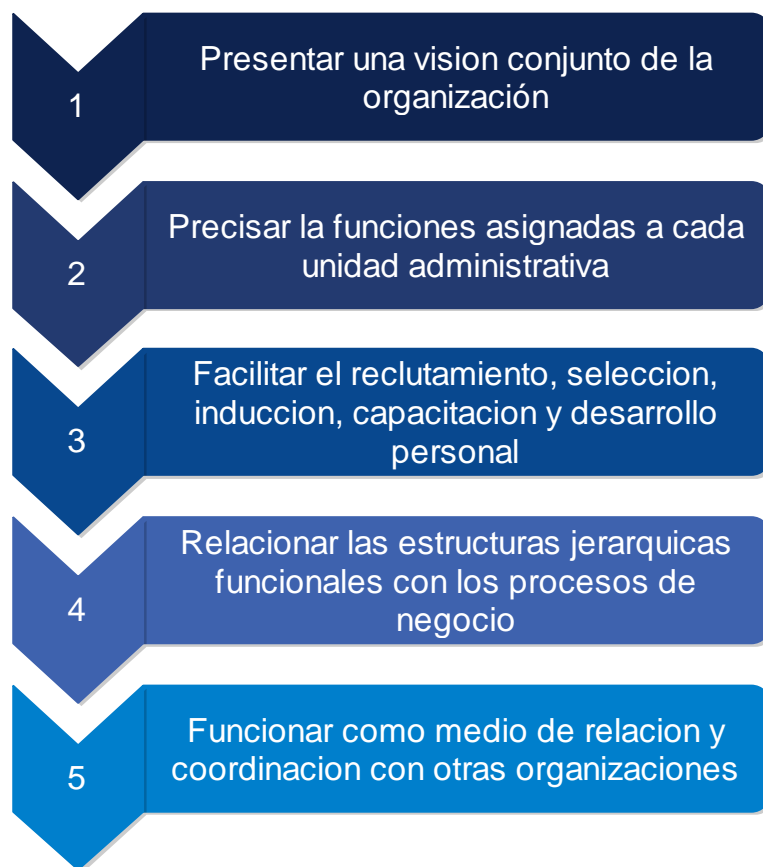 1
Presentar una vision conjunto de la
organización
2
Precisar la funciones asignadas a cada
unidad administrativa
3
Facilitar el reclutamiento, seleccion,
induccion, capacitacion y desarrollo
personal
4
Relacionar las estructuras jerarquicas
funcionales con los procesos de
negocio
5
Funcionar como medio de relacion y
coordinacion con otras organizaciones